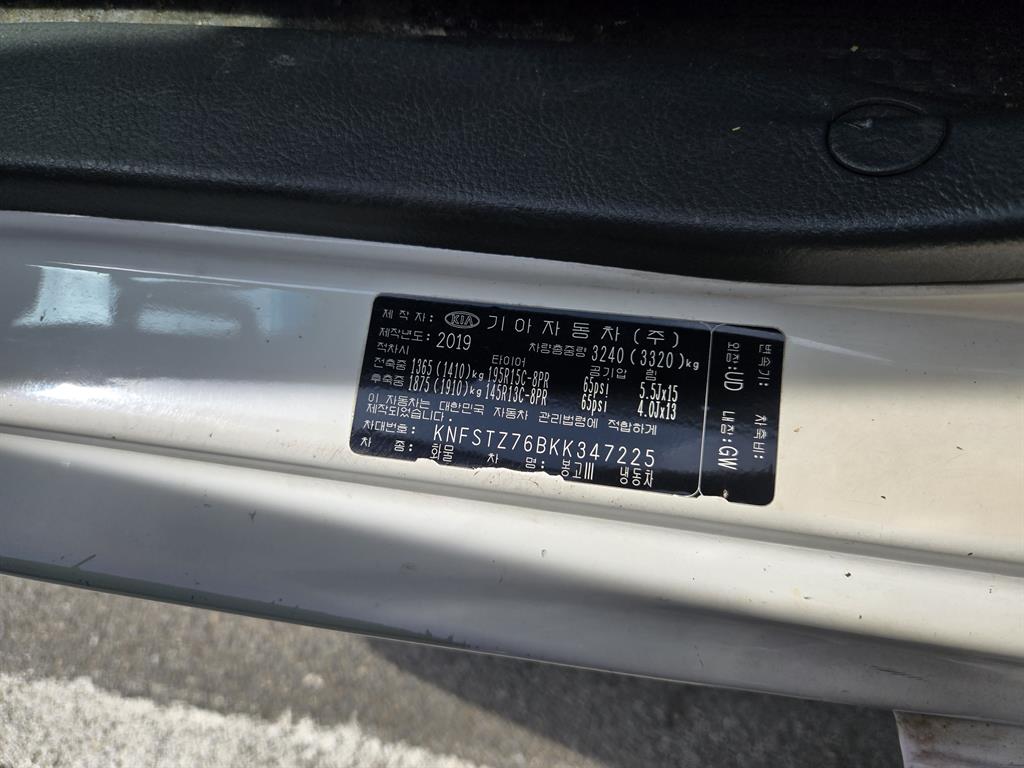 제 작 자: KIA 기아자동차(주)
제작년도: 2019 차량총중량 3240(3320)kg
적차시 타이어 공기압 림
전축중 1365(1410)kg 195R15C-8PR 65psi 5.5Jx15
후축중 1875(1910)kg 145R13C-8PR 65psi 4.0Jx13
이 자동차는 대한민국 자동차 관리법령에 적합하게
제작되었습니다.
차대번호: KNFSTZ76BKK347225
차 종: 화물 차 명: 봉고III 냉동차
변속기: 차축비:
외장:UD 내장:GW